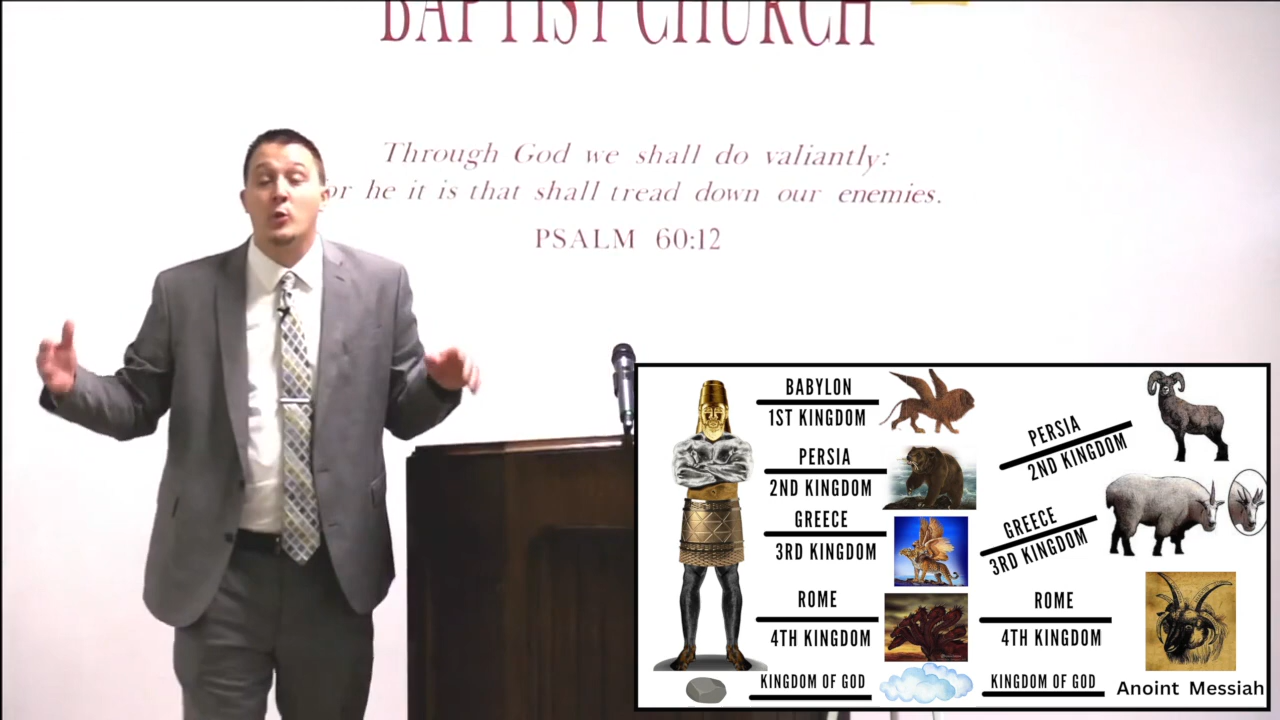 BAPTIST CHURCH
Through God we shall do valiantly:
or he it is that shall tread down our enemies.
PSALM 60:12
BABYLON
1ST KINGDOM
PERSIA
2ND KINGDOM
GREECE
3RD KINGDOM
ROME
4TH KINGDOM
KINGDOM OF GOD
PERSIA
2ND KINGDOM
GREECE
3RD KINGDOM
ROME
4TH KINGDOM
KINGDOM OF GOD
Anoint Messiah